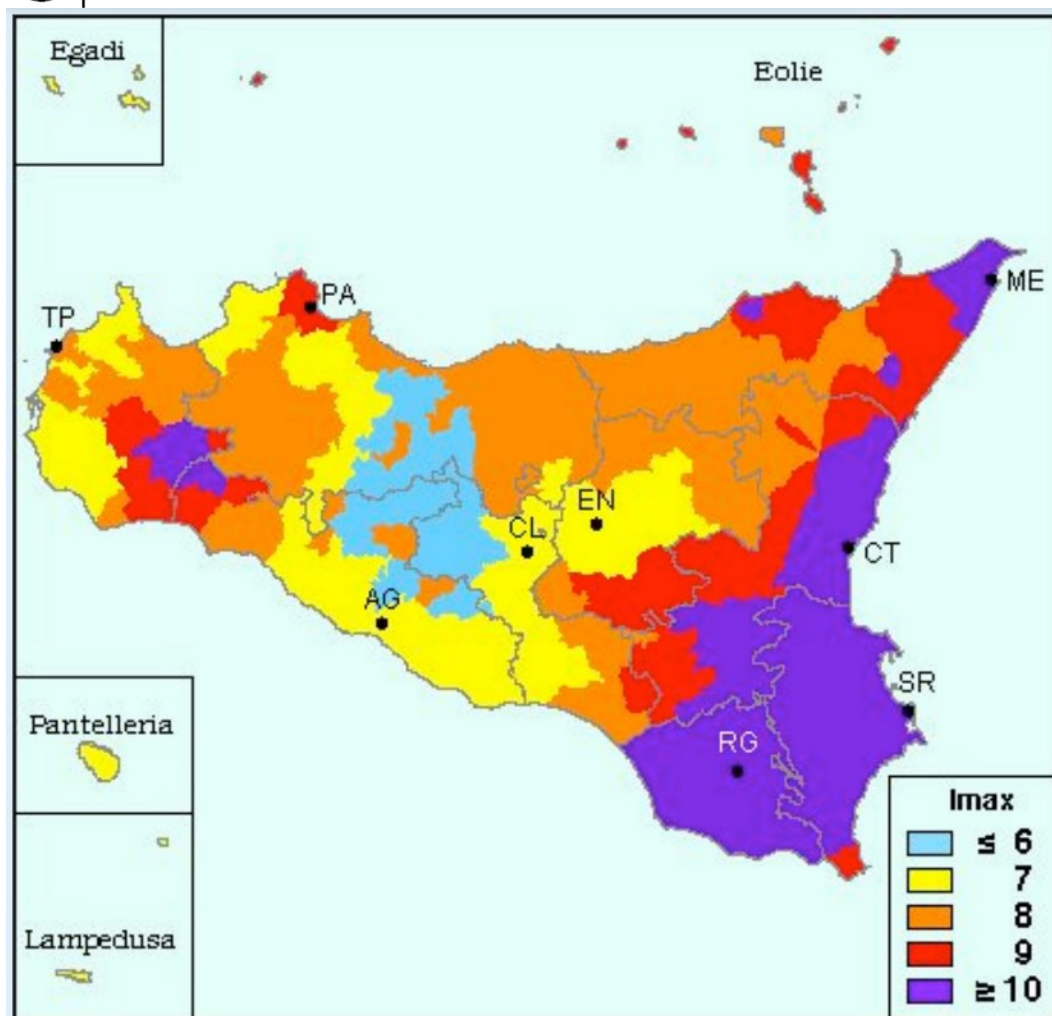 Egadi
Eolie
ME
PA
TP
EN
CL
CT
AG
SR
Pantelleria
RG
Imax
≤ 6
7
8
Lampedusa
9
≥ 10